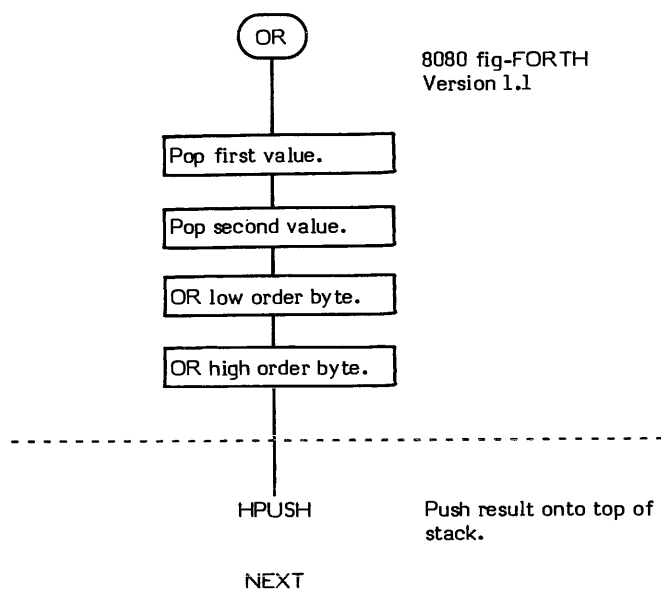 OR
8080 fig-FORTH
Version 1.1
Pop first value.
Pop second value.
OR low order byte.
OR high order byte.
HPUSH
Push result onto top of
stack.
NEXT